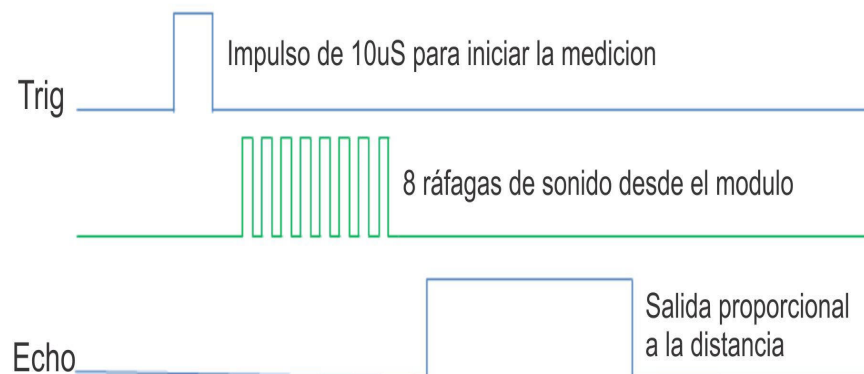 Impulso de 10uS para iniciar la medicion
Trig
8 ráfagas de sonido desde el modulo
Salida proporcional
a la distancia
Echo